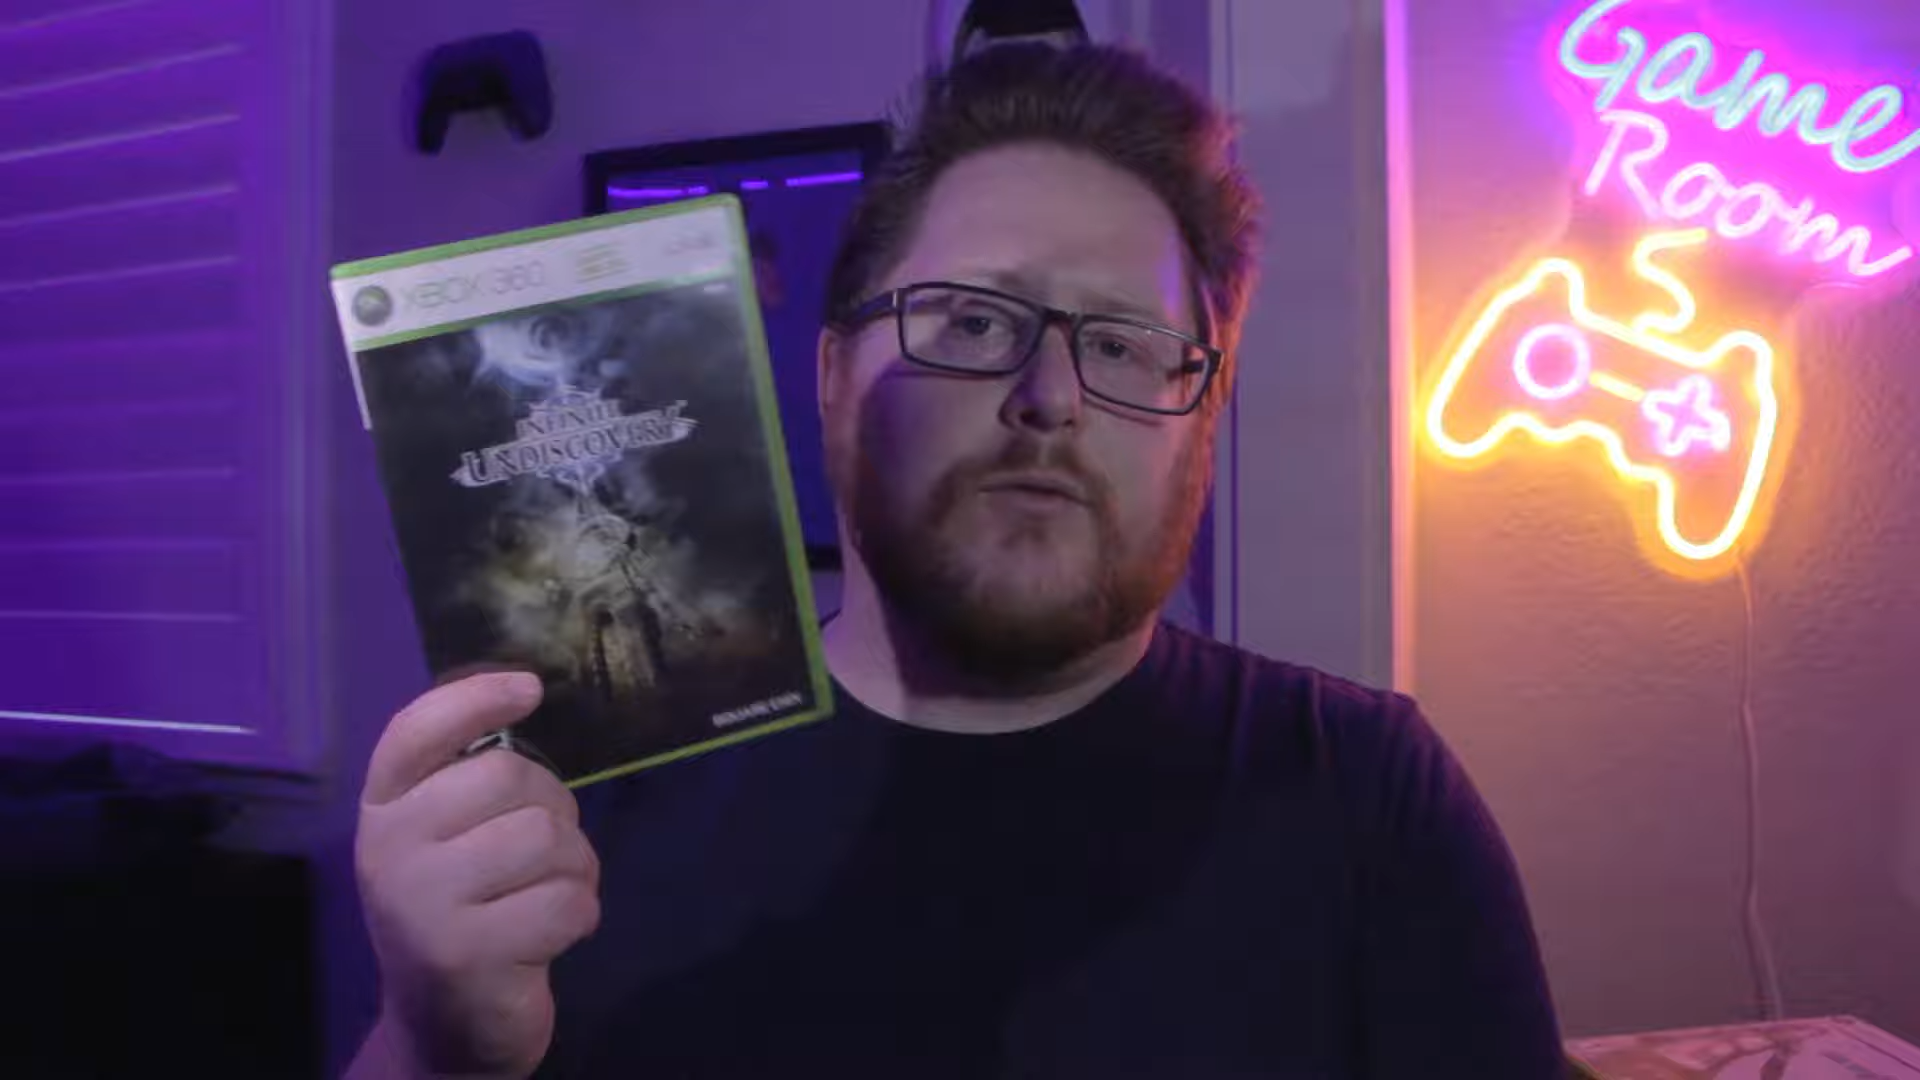 XBOX 360
INFINITE
UNDISCOVERY
SQUARE ENIX
Game
Room